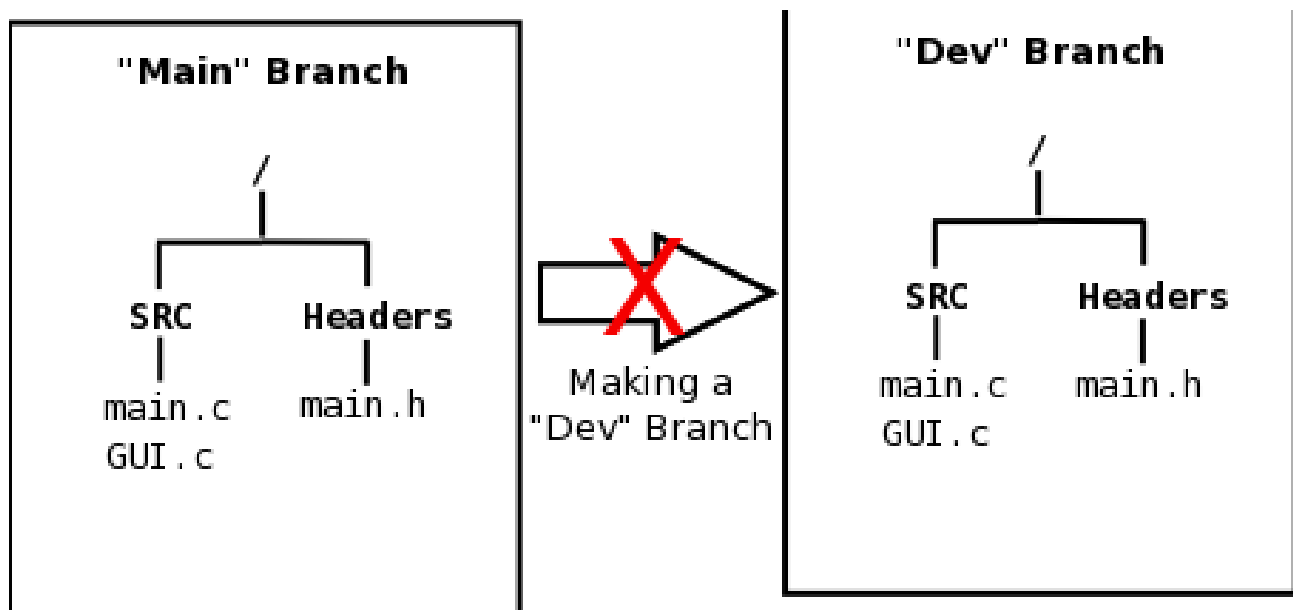 "Main" Branch
/
SRC Headers
main.c main.h
GUI.c
Making a
"Dev" Branch
"Dev" Branch
/
SRC Headers
main.c main.h
GUI.c